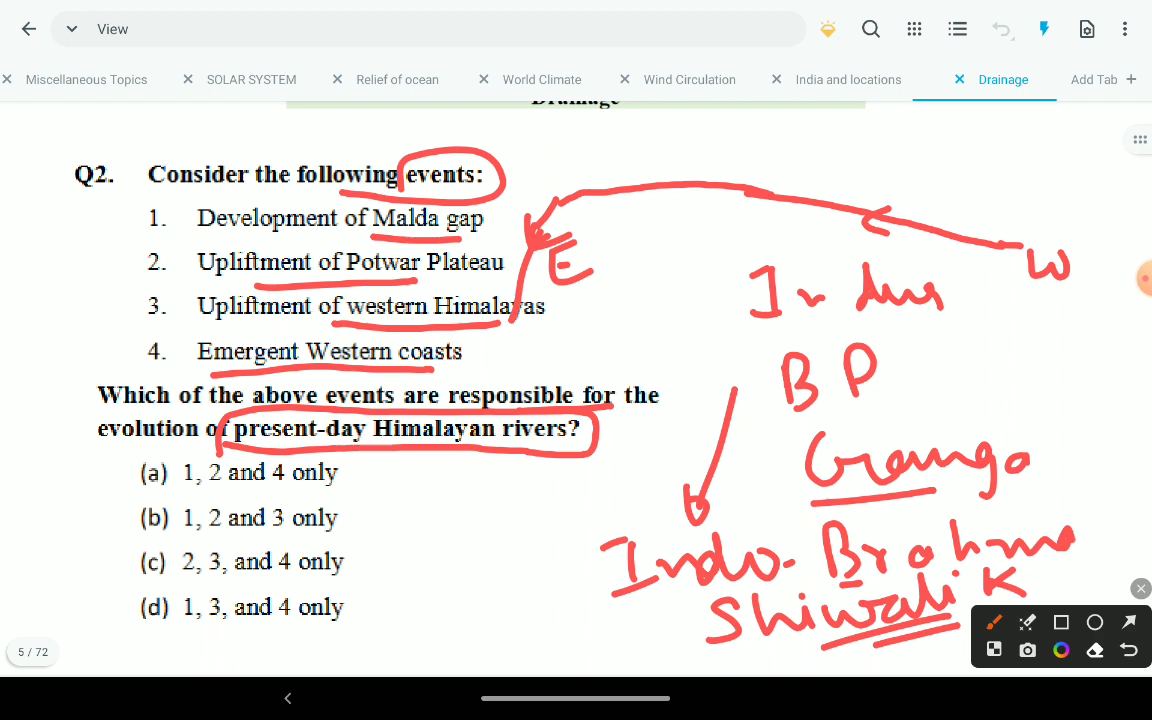 View
Miscellaneous Topics
SOLAR SYSTEM
Relief of ocean
World Climate
Wind Circulation
India and locations
Drainage
Add Tab +
Drainage
Q2. Consider the following events:
1. Development of Malda gap
2. Upliftment of Potwar Plateau
3. Upliftment of western Himalayas
4. Emergent Western coasts
Which of the above events are responsible for the
evolution of present-day Himalayan rivers?
(a) 1, 2 and 4 only
(b) 1, 2 and 3 only
(c) 2, 3, and 4 only
(d) 1, 3, and 4 only
E
W
Indus
BP
Ganga
Indo-Brahma
Shiwalik
5 / 72